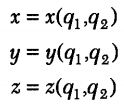 x = x(q₁,q₂)
y = y(q₁,q₂)
z = z(q₁,q₂)